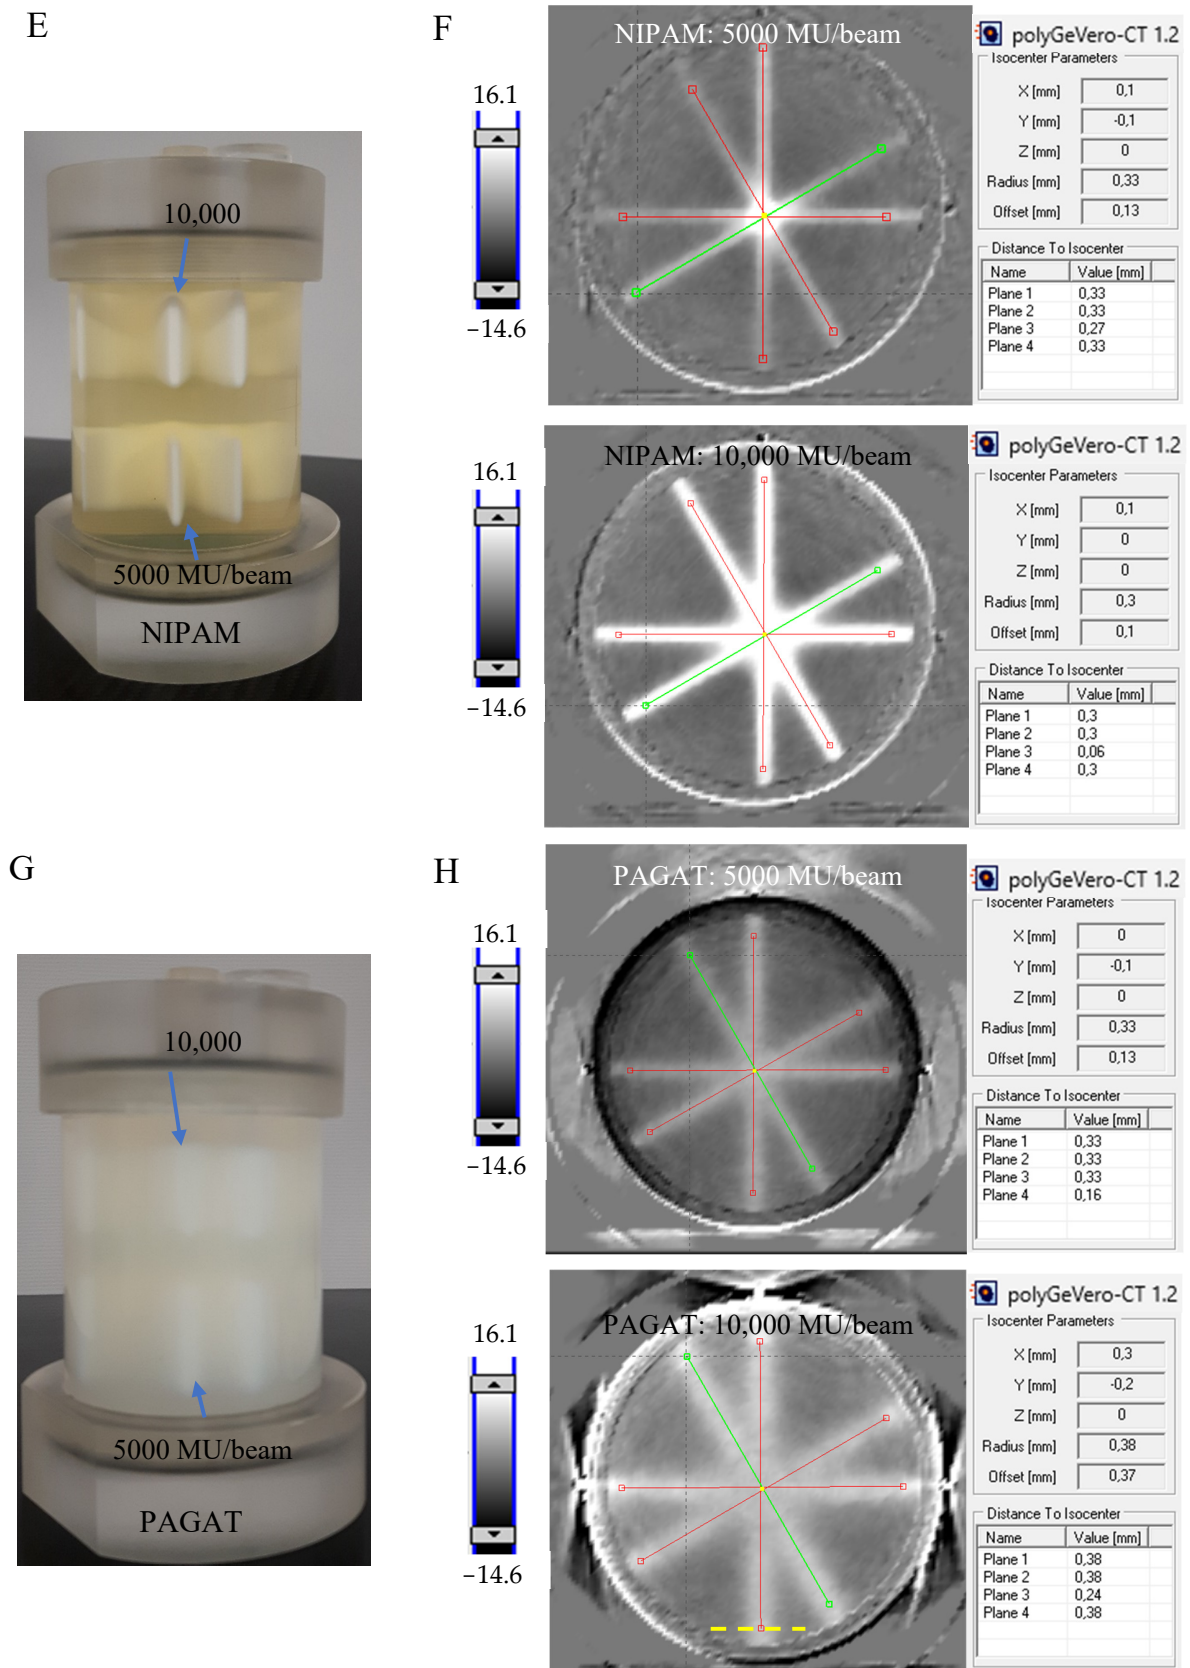 E
10,000
5000 MU/beam
NIPAM
F
16.1
−14.6
NIPAM: 5000 MU/beam
polyGeVero-CT 1.2
Isocenter Parameters
X [mm] 0,1
Y [mm] -0,1
Z [mm] 0
Radius [mm] 0,33
Offset [mm] 0,13
Distance To Isocenter
Name Value [mm]
Plane 1 0,33
Plane 2 0,33
Plane 3 0,27
Plane 4 0,33
16.1
−14.6
NIPAM: 10,000 MU/beam
polyGeVero-CT 1.2
Isocenter Parameters
X [mm] 0,1
Y [mm] 0
Z [mm] 0
Radius [mm] 0,3
Offset [mm] 0,1
Distance To Isocenter
Name Value [mm]
Plane 1 0,3
Plane 2 0,3
Plane 3 0,06
Plane 4 0,3
G
10,000
5000 MU/beam
PAGAT
H
16.1
−14.6
PAGAT: 5000 MU/beam
polyGeVero-CT 1.2
Isocenter Parameters
X [mm] 0
Y [mm] -0,1
Z [mm] 0
Radius [mm] 0,33
Offset [mm] 0,13
Distance To Isocenter
Name Value [mm]
Plane 1 0,33
Plane 2 0,33
Plane 3 0,33
Plane 4 0,16
16.1
−14.6
PAGAT: 10,000 MU/beam
polyGeVero-CT 1.2
Isocenter Parameters
X [mm] 0,3
Y [mm] -0,2
Z [mm] 0
Radius [mm] 0,38
Offset [mm] 0,37
Distance To Isocenter
Name Value [mm]
Plane 1 0,38
Plane 2 0,38
Plane 3 0,24
Plane 4 0,38